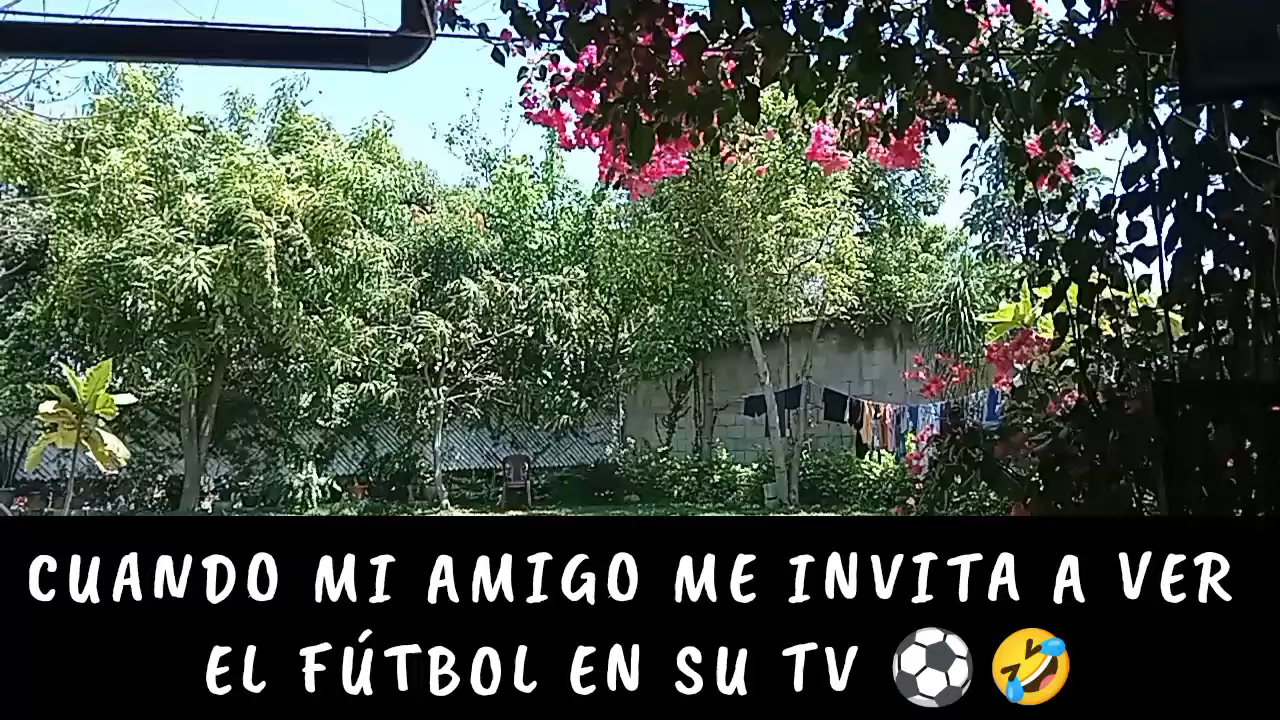 CUANDO MI AMIGO ME INVITA A VER
EL FÚTBOL EN SU TV ⚽ 🤣